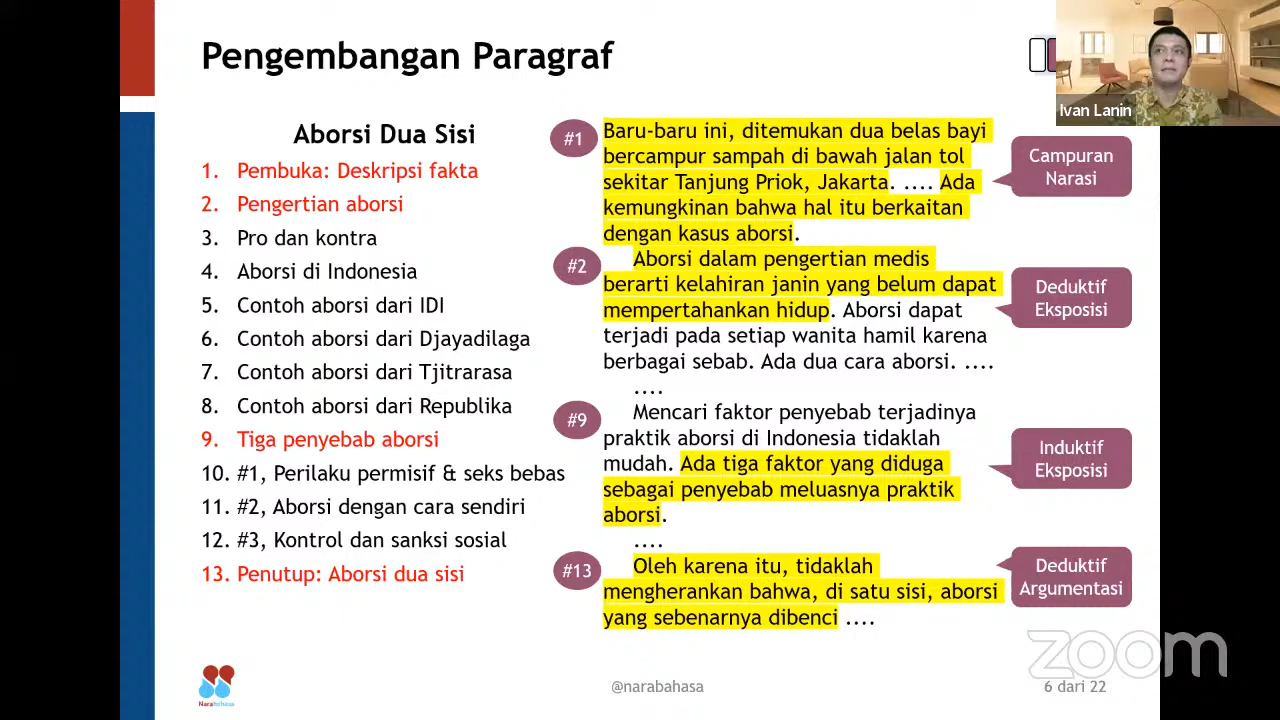 Pengembangan Paragraf
Ivan Lanin
Aborsi Dua Sisi
1. Pembuka: Deskripsi fakta
2. Pengertian aborsi
3. Pro dan kontra
4. Aborsi di Indonesia
5. Contoh aborsi dari IDI
6. Contoh aborsi dari Djayadilaga
7. Contoh aborsi dari Tjitrarasa
8. Contoh aborsi dari Republika
9. Tiga penyebab aborsi
10. #1, Perilaku permisif & seks bebas
11. #2, Aborsi dengan cara sendiri
12. #3, Kontrol dan sanksi sosial
13. Penutup: Aborsi dua sisi
#1
Baru-baru ini, ditemukan dua belas bayi
bercampur sampah di bawah jalan tol
sekitar Tanjung Priok, Jakarta. .... Ada
kemungkinan bahwa hal itu berkaitan
dengan kasus aborsi.
Campuran
Narasi
#2
Aborsi dalam pengertian medis
berarti kelahiran janin yang belum dapat
mempertahankan hidup. Aborsi dapat
terjadi pada setiap wanita hamil karena
berbagai sebab. Ada dua cara aborsi. ....
....
Deduktif
Eksposisi
#9
Mencari faktor penyebab terjadinya
praktik aborsi di Indonesia tidaklah
mudah. Ada tiga faktor yang diduga
sebagai penyebab meluasnya praktik
aborsi.
....
Induktif
Eksposisi
#13
Oleh karena itu, tidaklah
mengherankan bahwa, di satu sisi, aborsi
yang sebenarnya dibenci ....
Deduktif
Argumentasi
zoom
Narabahasa
@narabahasa
6 dari 22